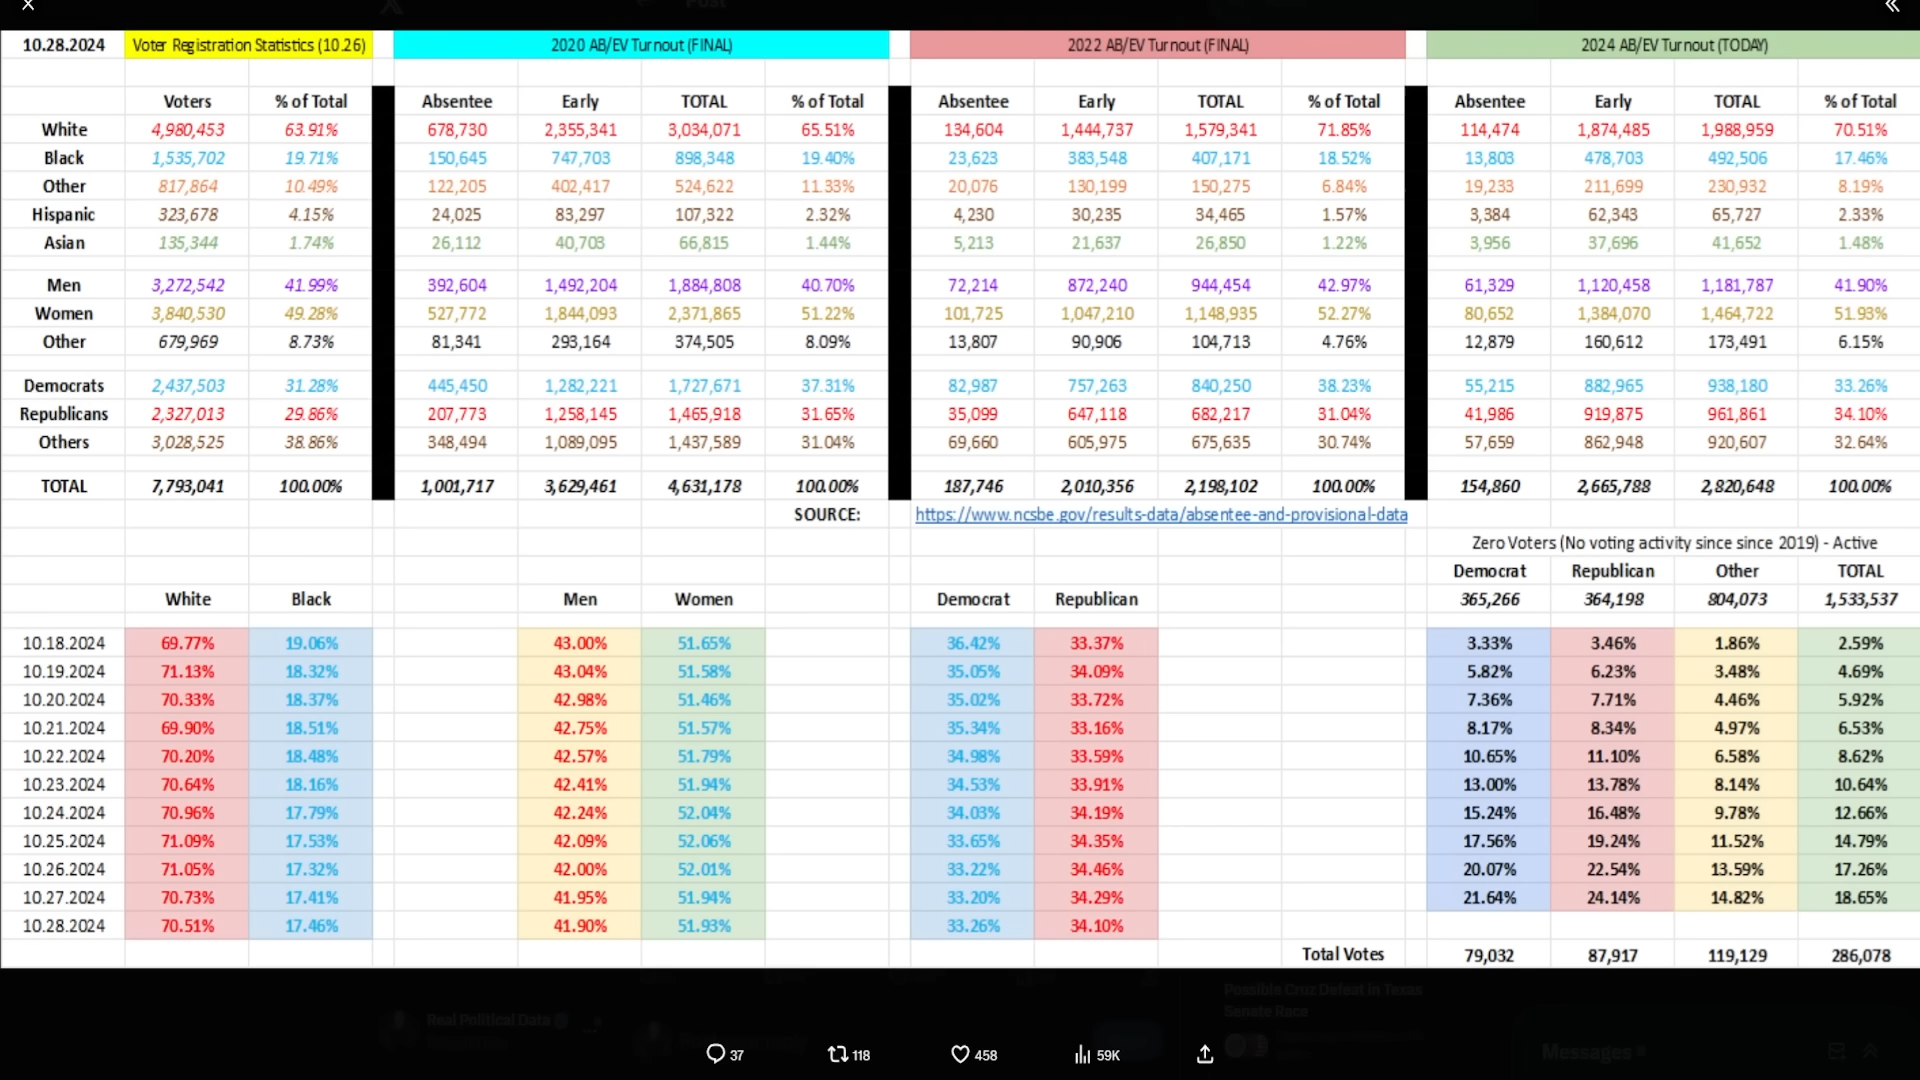 Post
10.28.2024 Voter Registration Statistics (10.26) 2020 AB/EV Turnout (FINAL) 2022 AB/EV Turnout (FINAL) 2024 AB/EV Turnout (TODAY)
Voters % of Total Absentee Early TOTAL % of Total Absentee Early TOTAL % of Total Absentee Early TOTAL % of Total
White 4,980,453 63.91% 678,730 2,355,341 3,034,071 65.51% 134,604 1,444,737 1,579,341 71.85% 114,474 1,874,485 1,988,959 70.51%
Black 1,535,702 19.71% 150,645 747,703 898,348 19.40% 23,623 383,548 407,171 18.52% 13,803 478,703 492,506 17.46%
Other 817,864 10.49% 122,205 402,417 524,622 11.33% 20,076 130,199 150,275 6.84% 19,233 211,699 230,932 8.19%
Hispanic 323,678 4.15% 24,025 83,297 107,322 2.32% 4,230 30,235 34,465 1.57% 3,384 62,343 65,727 2.33%
Asian 135,344 1.74% 26,112 40,703 66,815 1.44% 5,213 21,637 26,850 1.22% 3,956 37,696 41,652 1.48%
Men 3,272,542 41.99% 392,604 1,492,204 1,884,808 40.70% 72,214 872,240 944,454 42.97% 61,329 1,120,458 1,181,787 41.90%
Women 3,840,530 49.28% 527,772 1,844,093 2,371,865 51.22% 101,725 1,047,210 1,148,935 52.27% 80,652 1,384,070 1,464,722 51.93%
Other 679,969 8.73% 81,341 293,164 374,505 8.09% 13,807 90,906 104,713 4.76% 12,879 160,612 173,491 6.15%
Democrats 2,437,503 31.28% 445,450 1,282,221 1,727,671 37.31% 82,987 757,263 840,250 38.23% 55,215 882,965 938,180 33.26%
Republicans 2,327,013 29.86% 207,773 1,258,145 1,465,918 31.65% 35,099 647,118 682,217 31.04% 41,986 919,875 961,861 34.10%
Others 3,028,525 38.86% 348,494 1,089,095 1,437,589 31.04% 69,660 605,975 675,635 30.74% 57,659 862,948 920,607 32.64%
TOTAL 7,793,041 100.00% 1,001,717 3,629,461 4,631,178 100.00% 187,746 2,010,356 2,198,102 100.00% 154,860 2,665,788 2,820,648 100.00%
SOURCE: https://www.ncsbe.gov/results-data/absentee-and-provisional-data
Zero Voters (No voting activity since since 2019) - Active
Democrat Republican Other TOTAL
White Black Men Women Democrat Republican 365,266 364,198 804,073 1,533,537
10.18.2024 69.77% 19.06% 43.00% 51.65% 36.42% 33.37% 3.33% 3.46% 1.86% 2.59%
10.19.2024 71.13% 18.32% 43.04% 51.58% 35.05% 34.09% 5.82% 6.23% 3.48% 4.69%
10.20.2024 70.33% 18.37% 42.98% 51.46% 35.02% 33.72% 7.36% 7.71% 4.46% 5.92%
10.21.2024 69.90% 18.51% 42.75% 51.57% 35.34% 33.16% 8.17% 8.34% 4.97% 6.53%
10.22.2024 70.20% 18.48% 42.57% 51.79% 34.98% 33.59% 10.65% 11.10% 6.58% 8.62%
10.23.2024 70.64% 18.16% 42.41% 51.94% 34.53% 33.91% 13.00% 13.78% 8.14% 10.64%
10.24.2024 70.96% 17.79% 42.24% 52.04% 34.03% 34.19% 15.24% 16.48% 9.78% 12.66%
10.25.2024 71.09% 17.53% 42.09% 52.06% 33.65% 34.35% 17.56% 19.24% 11.52% 14.79%
10.26.2024 71.05% 17.32% 42.00% 52.01% 33.22% 34.46% 20.07% 22.54% 13.59% 17.26%
10.27.2024 70.73% 17.41% 41.95% 51.94% 33.20% 34.29% 21.64% 24.14% 14.82% 18.65%
10.28.2024 70.51% 17.46% 41.90% 51.93% 33.26% 34.10%
Total Votes 79,032 87,917 119,129 286,078
Possible Cruz Defeat in Texas
Senate Race
Real Political Data
37 118 458 59K
Messages